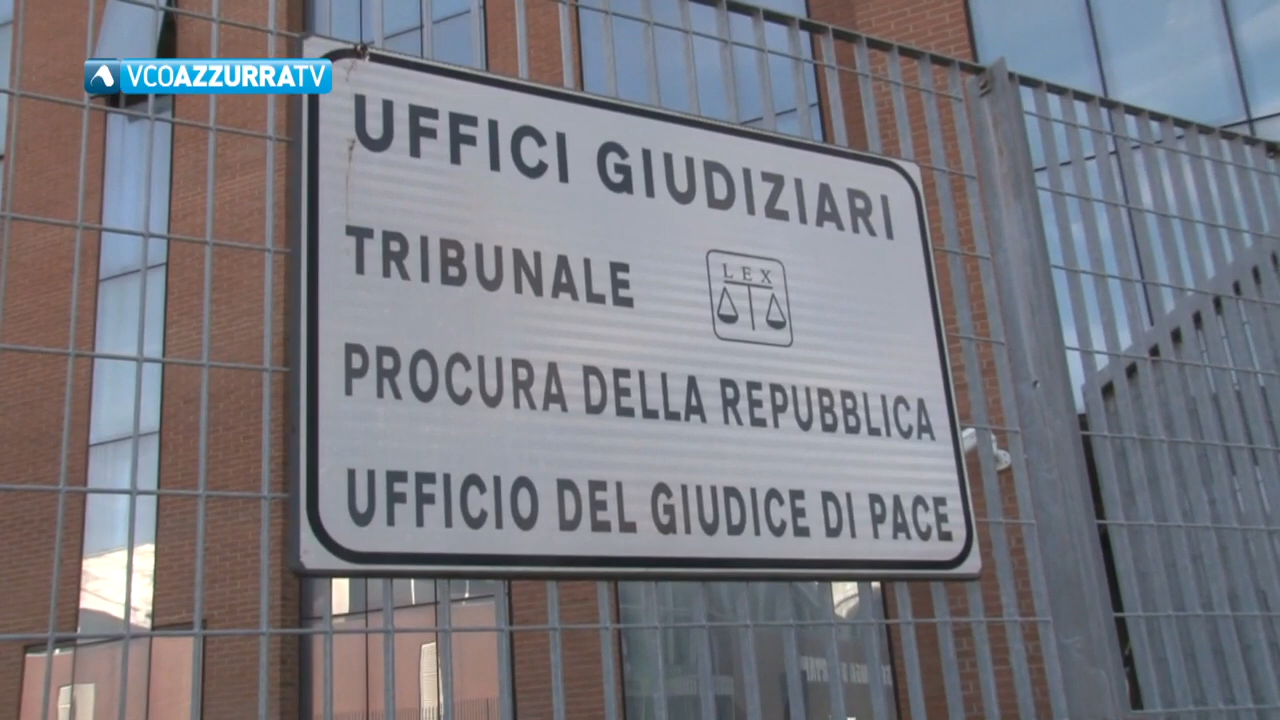 VCOAZZURRATV
UFFICI GIUDIZIARI
TRIBUNALE
LEX
PROCURA DELLA REPUBBLICA
UFFICIO DEL GIUDICE DI PACE